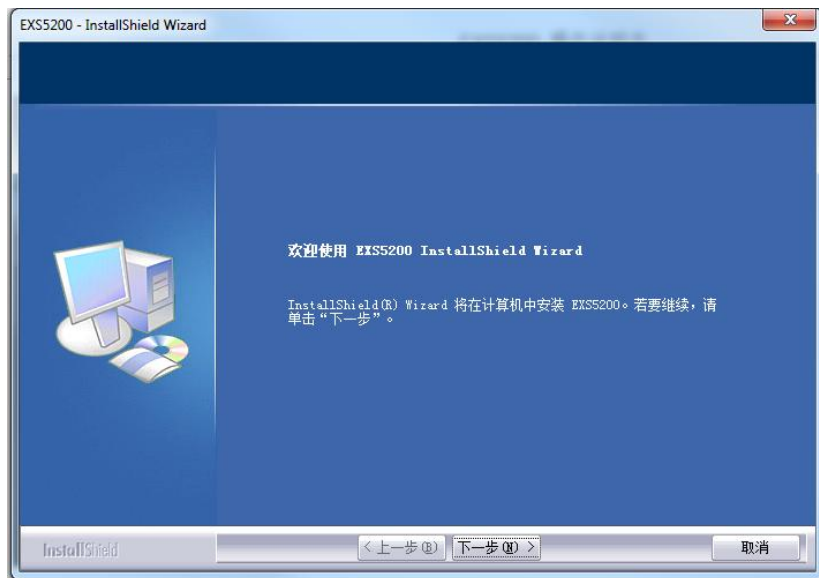 EXS5200 - InstallShield Wizard
欢迎使用 EXS5200 InstallShield Wizard
InstallShield(R) Wizard 将在计算机中安装 EXS5200。若要继续，请
单击“下一步”。
InstallShield
< 上一步(B) 下一步(N) > 取消